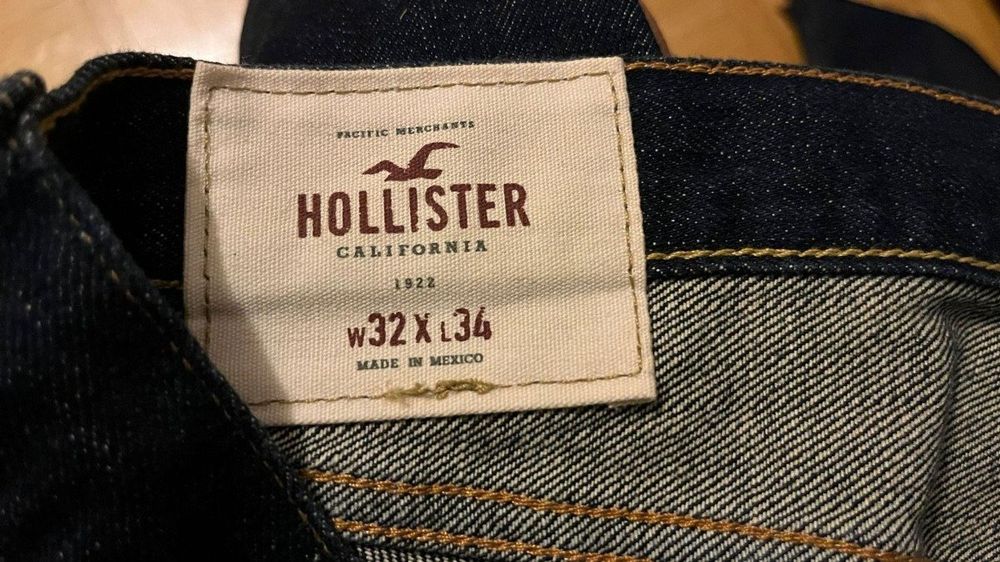 PACIFIC MERCHANTS
HOLLISTER
CALIFORNIA
1922
W32 X L34
MADE IN MEXICO